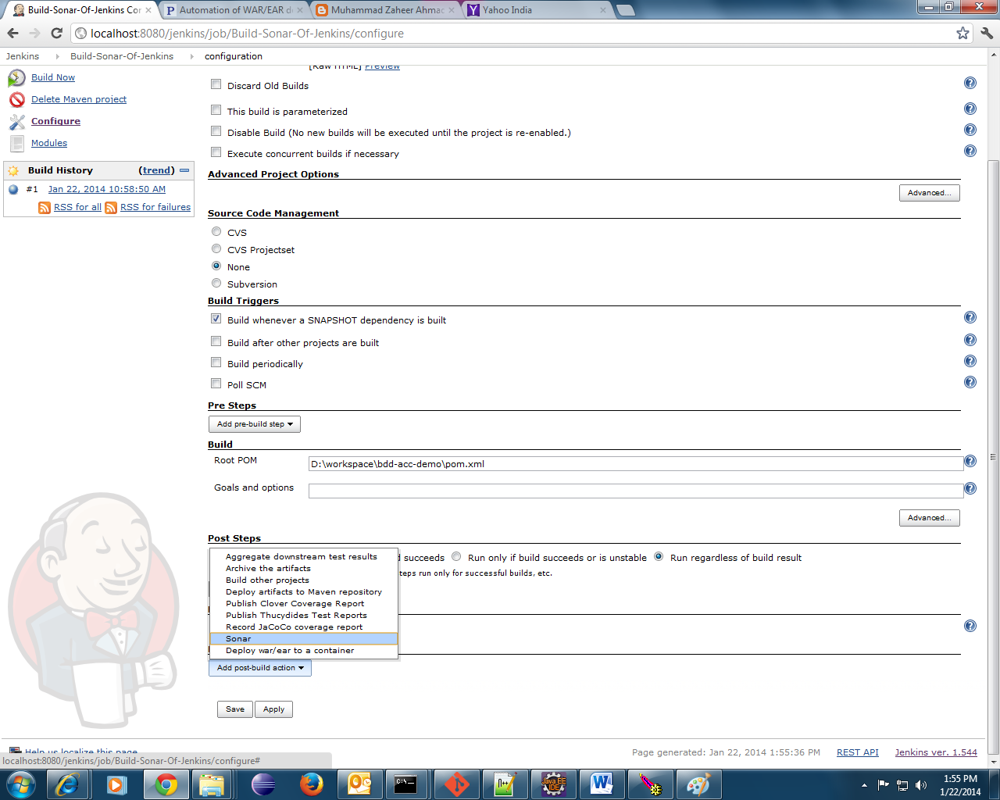 Build-Sonar-Of-Jenkins Con
Automation of WAR/EAR d
Muhammad Zaheer Ahmad
Yahoo India
localhost:8080/jenkins/job/Build-Sonar-Of-Jenkins/configure
Jenkins Build-Sonar-Of-Jenkins configuration
Build Now
Delete Maven project
Configure
Modules
Build History (trend)
#1 Jan 22, 2014 10:58:50 AM
RSS for all RSS for failures
[Raw HTML] Preview
Discard Old Builds
This build is parameterized
Disable Build (No new builds will be executed until the project is re-enabled.)
Execute concurrent builds if necessary
Advanced Project Options
Advanced...
Source Code Management
CVS
CVS Projectset
None
Subversion
Build Triggers
Build whenever a SNAPSHOT dependency is built
Build after other projects are built
Build periodically
Poll SCM
Pre Steps
Add pre-build step
Build
Root POM D:\workspace\bdd-acc-demo\pom.xml
Goals and options
Advanced...
Post Steps
d succeeds Run only if build succeeds or is unstable Run regardless of build result
teps run only for successful builds, etc.
Aggregate downstream test results
Archive the artifacts
Build other projects
Deploy artifacts to Maven repository
Publish Clover Coverage Report
Publish Thucydides Test Reports
Record JaCoCo coverage report
Sonar
Deploy war/ear to a container
Add post-build action
Save Apply
Help us localize this page
Page generated: Jan 22, 2014 1:55:36 PM REST API Jenkins ver. 1.544
localhost:8080/jenkins/job/Build-Sonar-Of-Jenkins/configure#
C:\_
Java EE
IDE
1:55 PM
1/22/2014